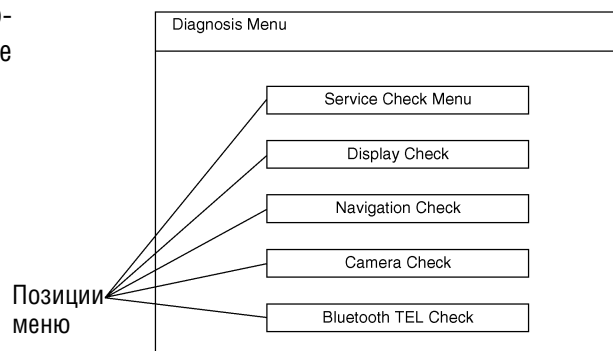 -
е
Diagnosis Menu
Service Check Menu
Display Check
Navigation Check
Camera Check
Bluetooth TEL Check
Позиции
меню